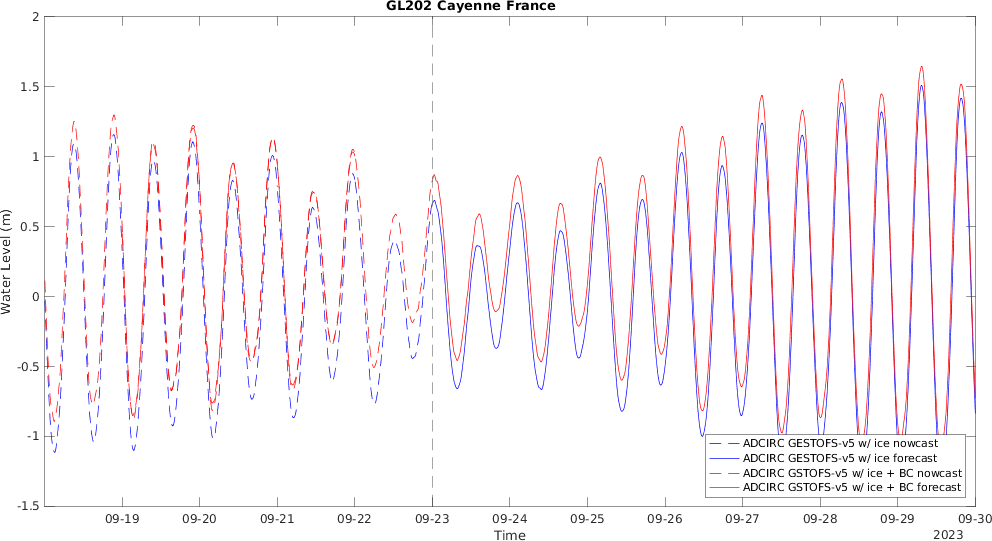 GL202 Cayenne France
2
1.5
1
0.5
0
-0.5
-1
-1.5
Water Level (m)
09-19 09-20 09-21 09-22 09-23 09-24 09-25 09-26 09-27 09-28 09-29 09-30
Time
2023
ADCIRC GESTOFS-v5 w/ ice nowcast
ADCIRC GESTOFS-v5 w/ ice forecast
ADCIRC GSTOFS-v5 w/ ice + BC nowcast
ADCIRC GSTOFS-v5 w/ ice + BC forecast